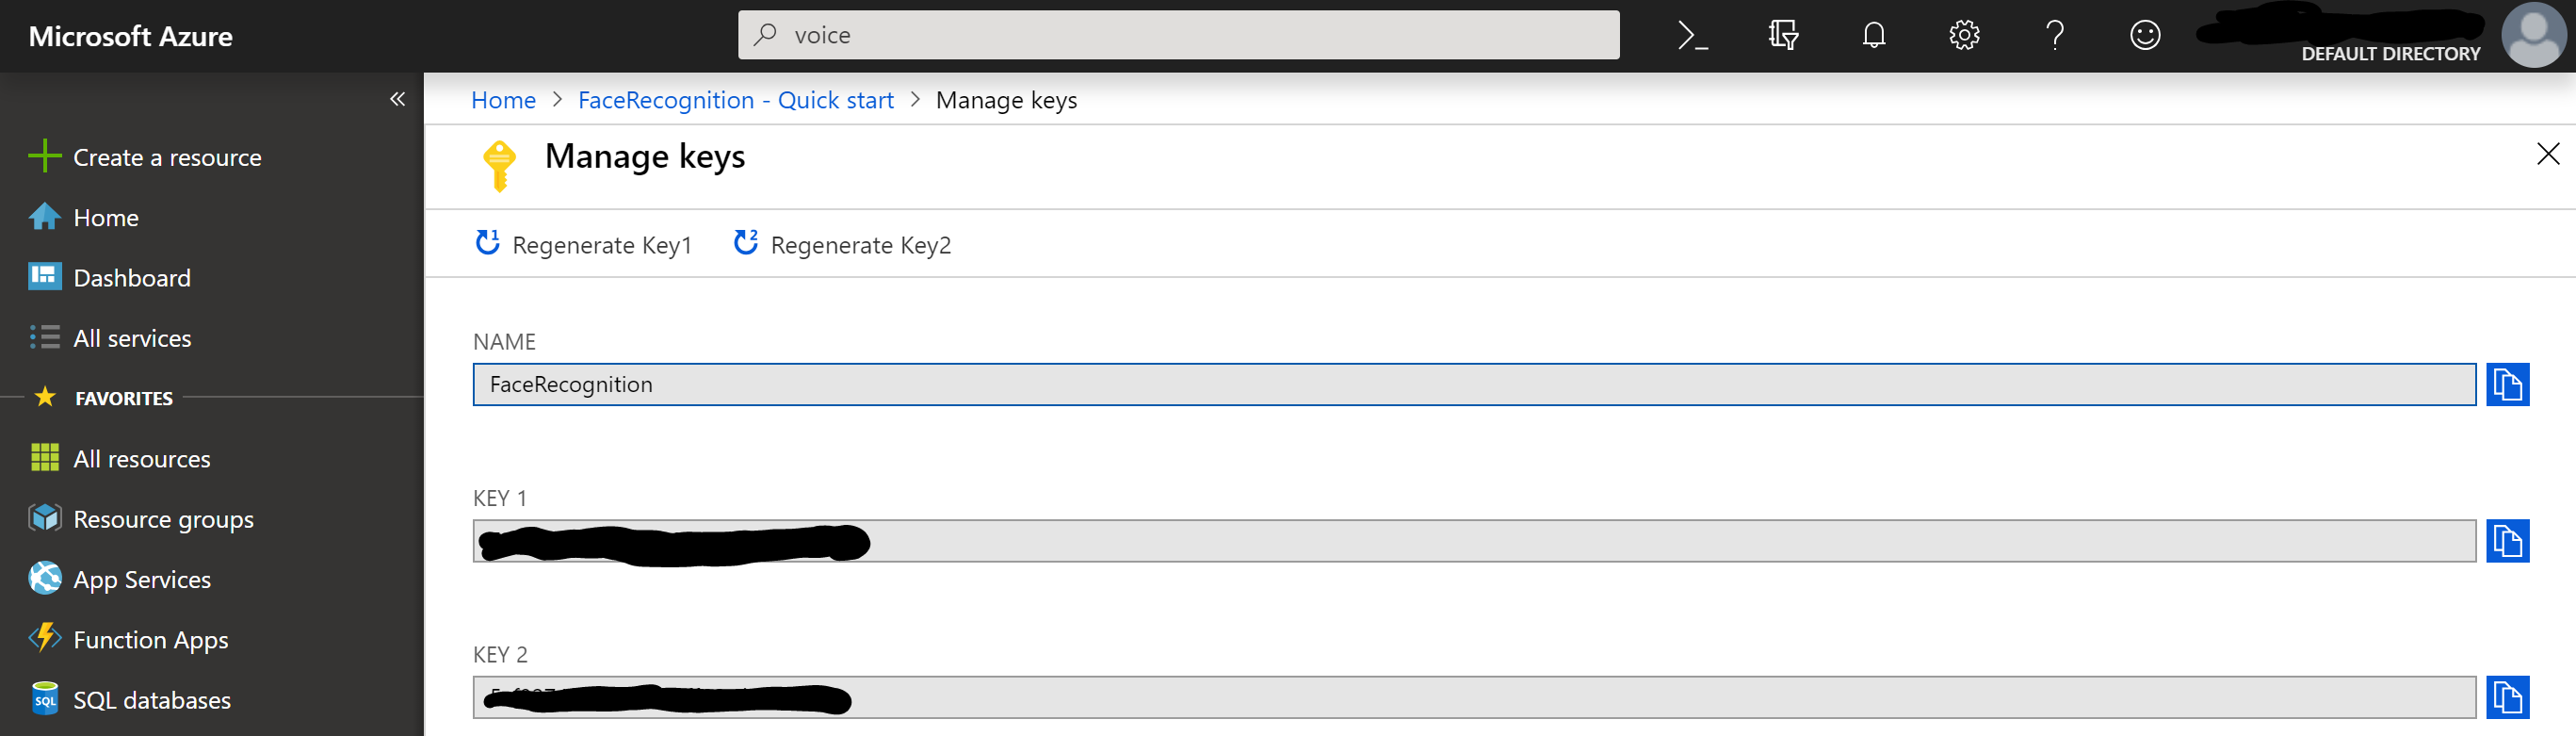 Microsoft Azure
voice
DEFAULT DIRECTORY
Create a resource
Home
Dashboard
All services
FAVORITES
All resources
Resource groups
App Services
Function Apps
SQL databases
Home > FaceRecognition - Quick start > Manage keys
Manage keys
1 Regenerate Key1 2 Regenerate Key2
NAME
FaceRecognition
KEY 1
KEY 2